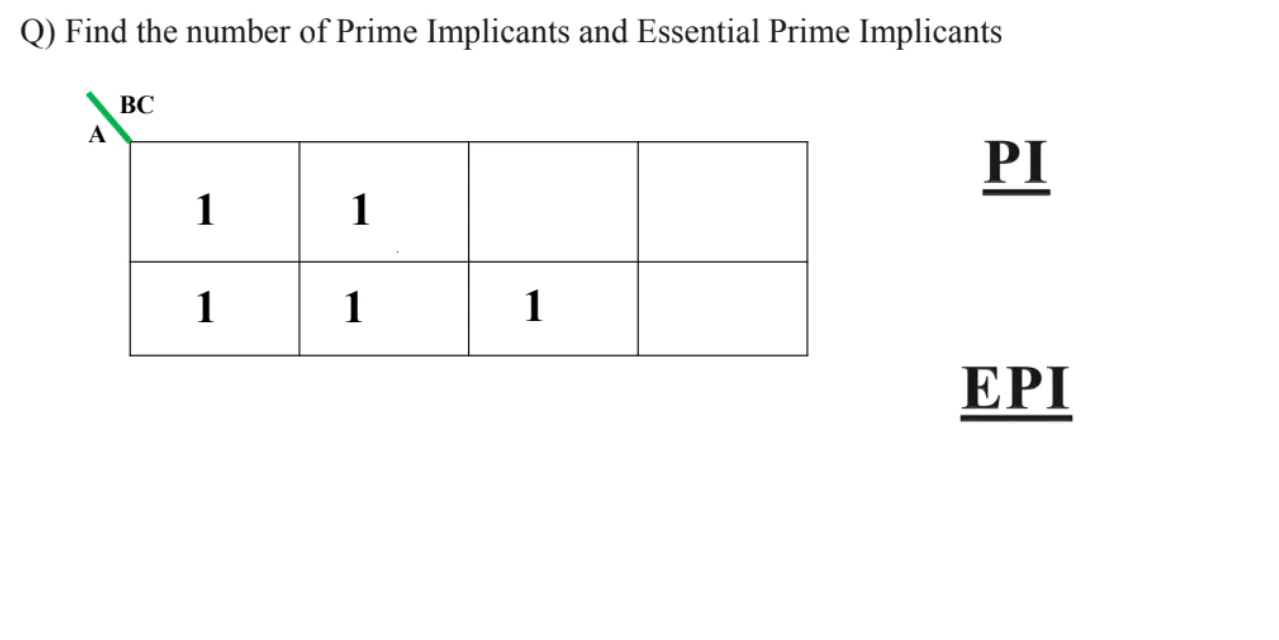 Q) Find the number of Prime Implicants and Essential Prime Implicants
BC
A
PI
1 1
1 1 1
EPI